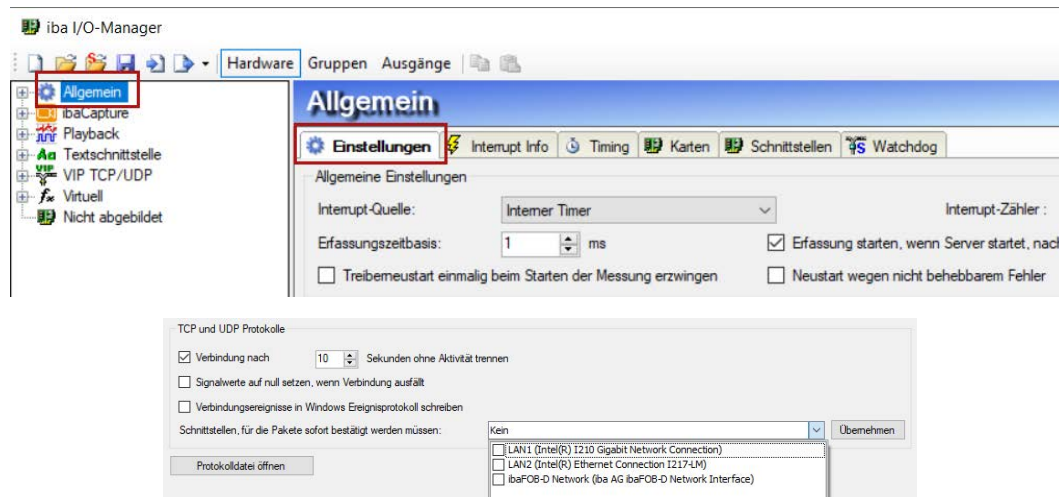 iba I/O-Manager
Hardware Gruppen Ausgänge
Allgemein
ibaCapture
Playback
Textschnittstelle
VIP TCP/UDP
Virtuell
Nicht abgebildet
Allgemein
Einstellungen Interrupt Info Timing Karten Schnittstellen Watchdog
Allgemeine Einstellungen
Interrupt-Quelle: Interner Timer Interrupt-Zähler :
Erfassungszeitbasis: 1 ms Erfassung starten, wenn Server startet, nach
Treiberneustart einmalig beim Starten der Messung erzwingen Neustart wegen nicht behebbarem Fehler
TCP und UDP Protokolle
Verbindung nach 10 Sekunden ohne Aktivität trennen
Signalwerte auf null setzen, wenn Verbindung ausfällt
Verbindungsereignisse in Windows Ereignisprotokoll schreiben
Schnittstellen, für die Pakete sofort bestätigt werden müssen: Kein Übernehmen
LAN1 (Intel(R) I210 Gigabit Network Connection)
LAN2 (Intel(R) Ethernet Connection I217-LM)
ibaFOB-D Network (iba AG ibaFOB-D Network Interface)
Protokolldatei öffnen